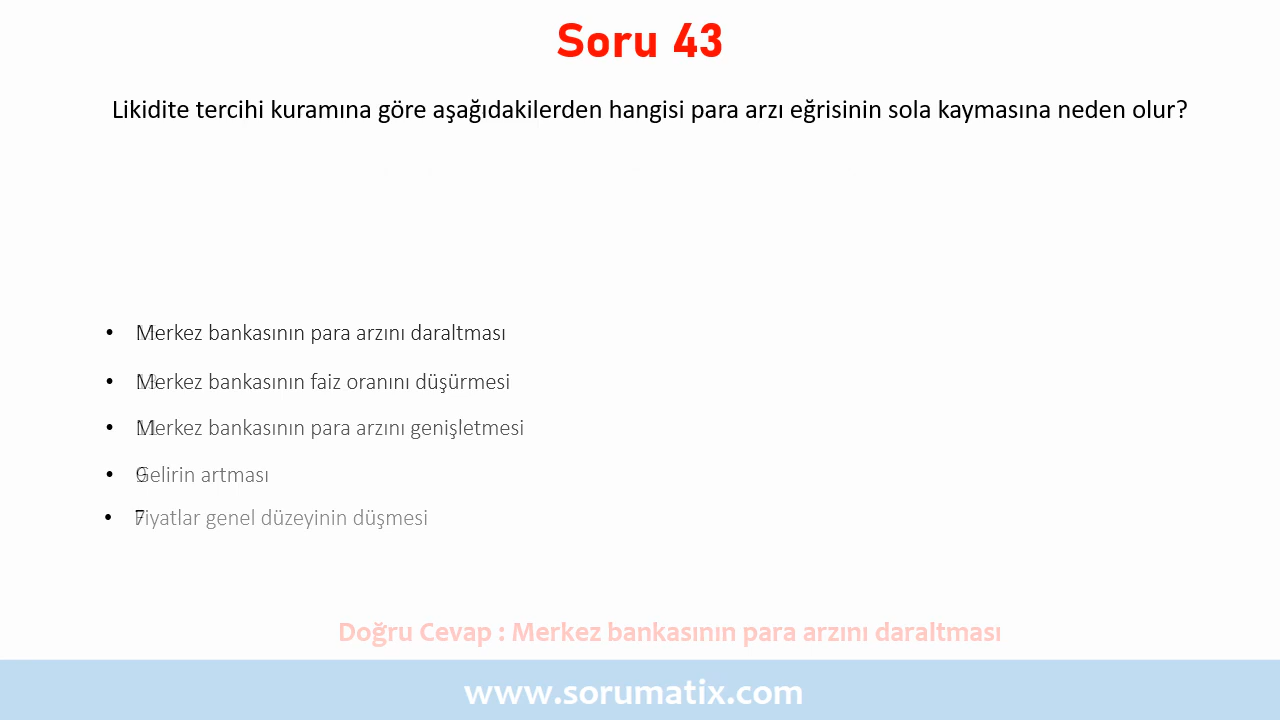 Soru 43
Likidite tercihi kuramına göre aşağıdakilerden hangisi para arzı eğrisinin sola kaymasına neden olur?
• Merkez bankasının para arzını daraltması
• Merkez bankasının faiz oranını düşürmesi
• Merkez bankasının para arzını genişletmesi
• Gelirin artması
• Fiyatlar genel düzeyinin düşmesi
Doğru Cevap : Merkez bankasının para arzını daraltması
www.sorumatix.com